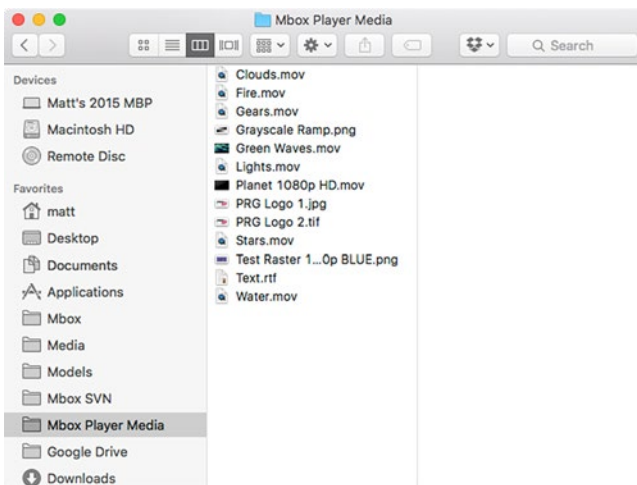 Mbox Player Media
Search
Devices
Matt's 2015 MBP
Macintosh HD
Remote Disc
Favorites
matt
Desktop
Documents
Applications
Mbox
Media
Models
Mbox SVN
Mbox Player Media
Google Drive
Downloads
Clouds.mov
Fire.mov
Gears.mov
Grayscale Ramp.png
Green Waves.mov
Lights.mov
Planet 1080p HD.mov
PRG Logo 1.jpg
PRG Logo 2.tif
Stars.mov
Test Raster 1...0p BLUE.png
Text.rtf
Water.mov